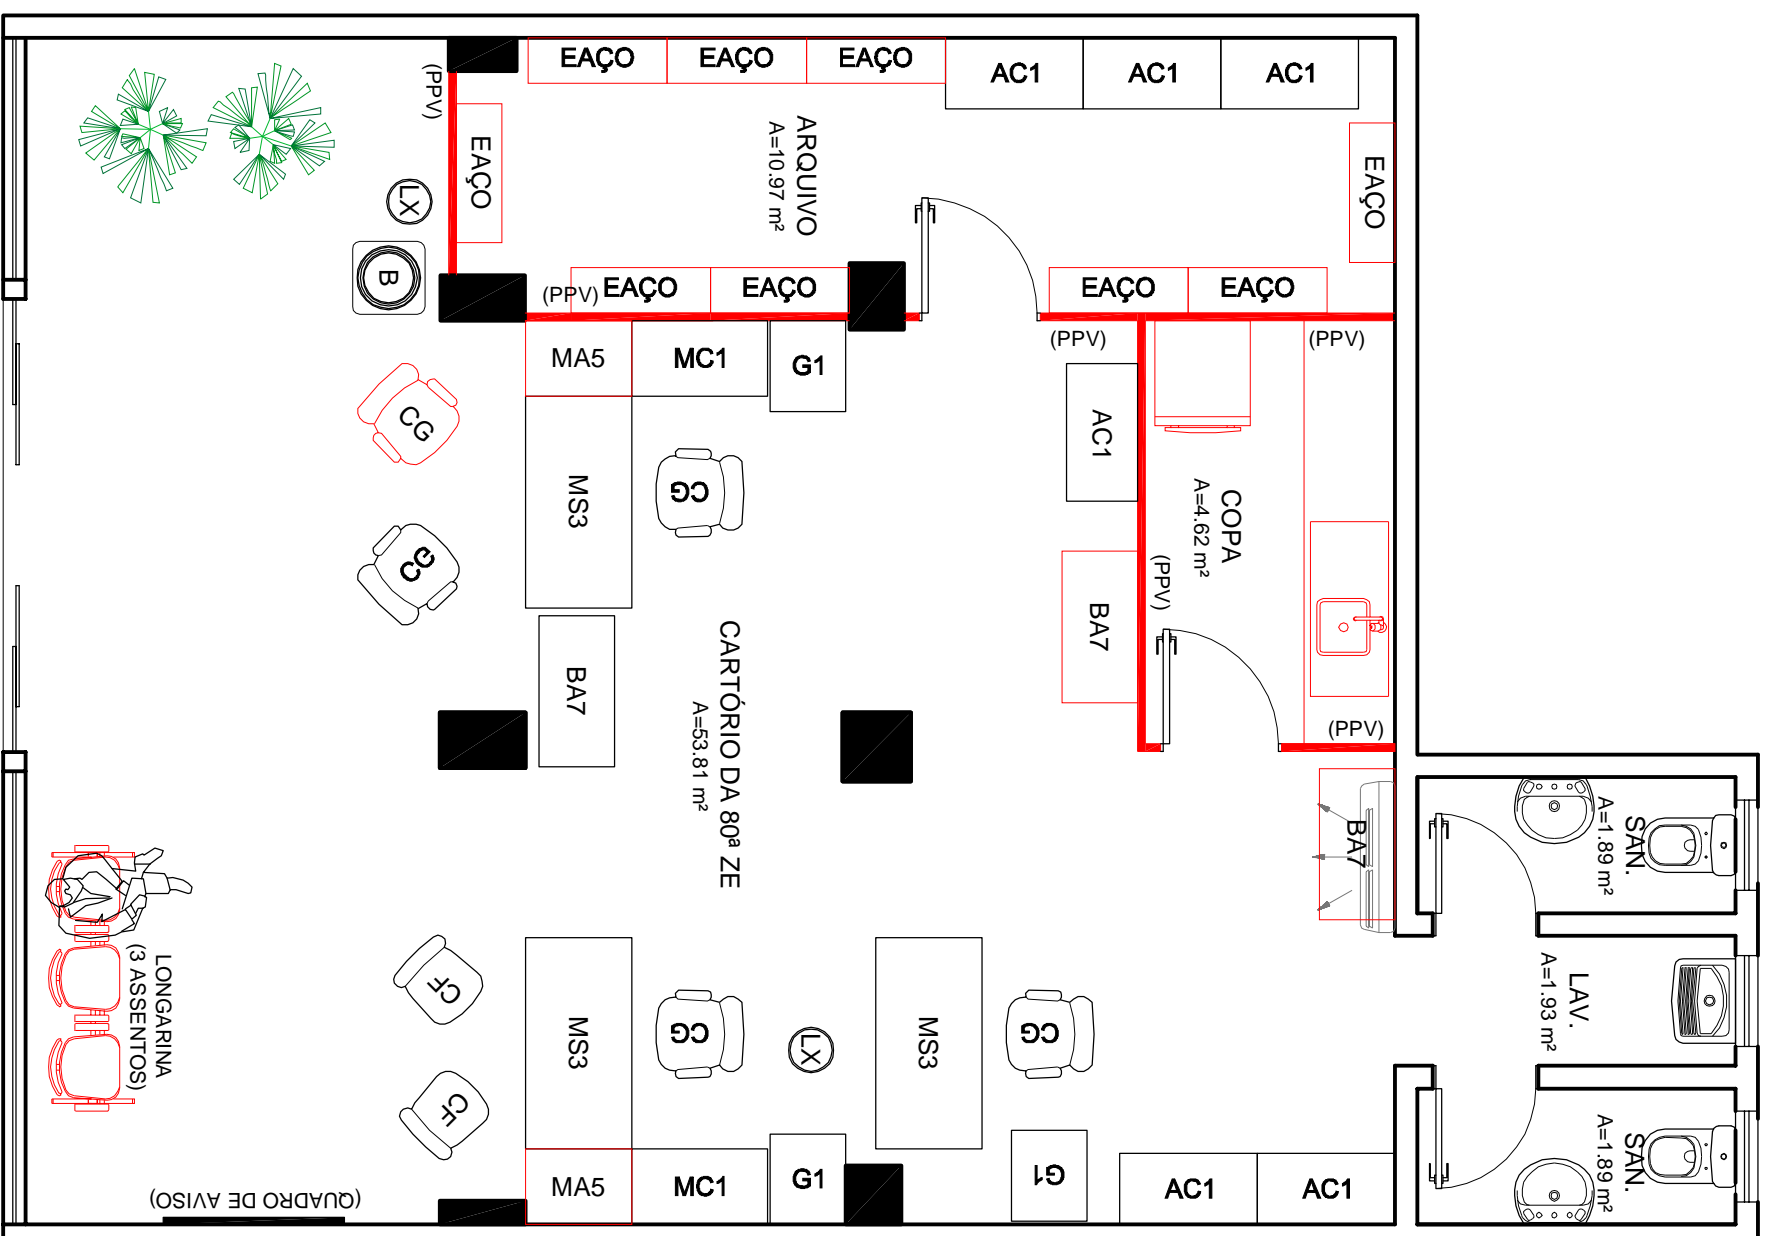 EAÇO
EAÇO
EAÇO
AC1
AC1
AC1
(PPV)
EAÇO
ARQUIVO
A=10.97 m²
EAÇO
LX
B
(PPV)
EAÇO
EAÇO
EAÇO
EAÇO
MA5
MC1
G1
(PPV)
(PPV)
CG
AC1
MS3
CG
COPA
A=4.62 m²
CG
(PPV)
BA7
BA7
CARTÓRIO DA 80ª ZE
A=53.81 m²
(PPV)
BA7
SAN.
A=1.89 m²
LONGARINA
(3 ASSENTOS)
CF
CF
MS3
CG
LX
MS3
CG
LAV.
A=1.93 m²
SAN.
A=1.89 m²
(QUADRO DE AVISO)
MA5
MC1
G1
G1
AC1
AC1